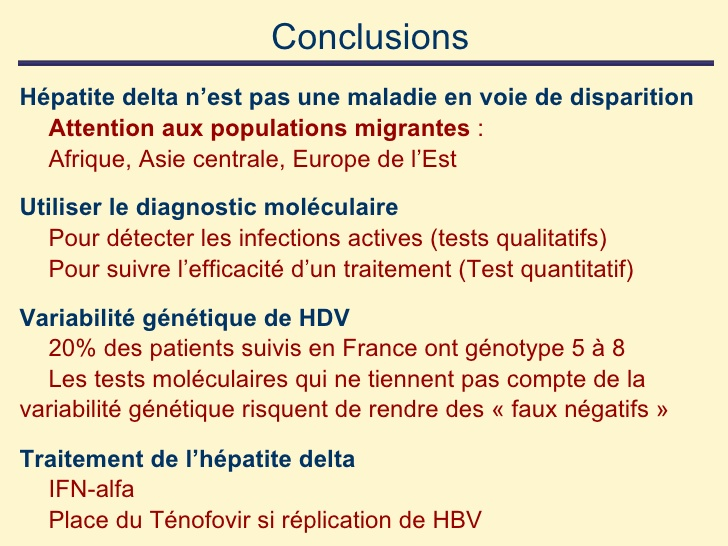 Conclusions
Hépatite delta n’est pas une maladie en voie de disparition
Attention aux populations migrantes :
Afrique, Asie centrale, Europe de l’Est
Utiliser le diagnostic moléculaire
Pour détecter les infections actives (tests qualitatifs)
Pour suivre l’efficacité d’un traitement (Test quantitatif)
Variabilité génétique de HDV
20% des patients suivis en France ont génotype 5 à 8
Les tests moléculaires qui ne tiennent pas compte de la
variabilité génétique risquent de rendre des « faux négatifs »
Traitement de l’hépatite delta
IFN-alfa
Place du Ténofovir si réplication de HBV